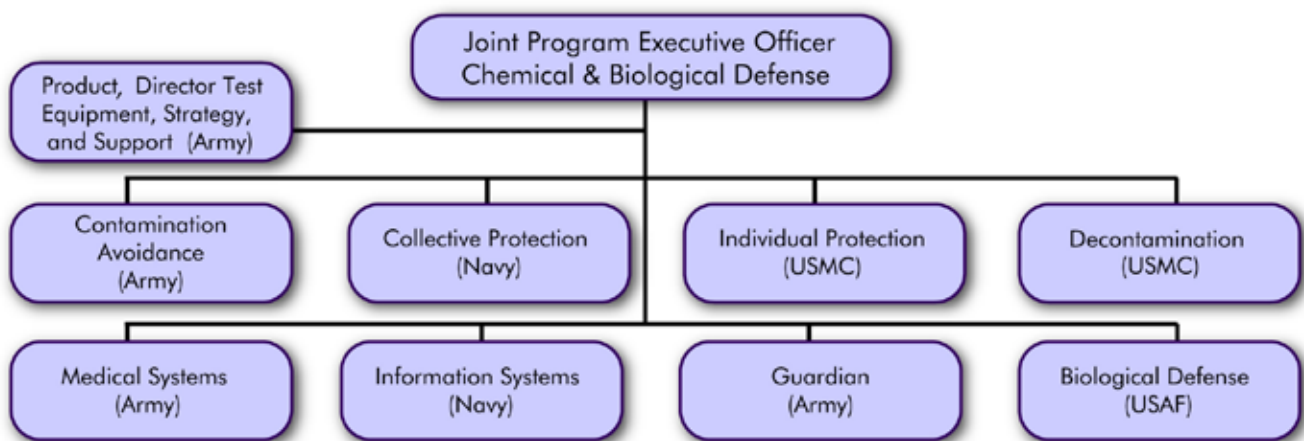 Joint Program Executive Officer
Chemical & Biological Defense
Product, Director Test
Equipment, Strategy,
and Support (Army)
Contamination
Avoidance
(Army)
Collective Protection
(Navy)
Individual Protection
(USMC)
Decontamination
(USMC)
Medical Systems
(Army)
Information Systems
(Navy)
Guardian
(Army)
Biological Defense
(USAF)